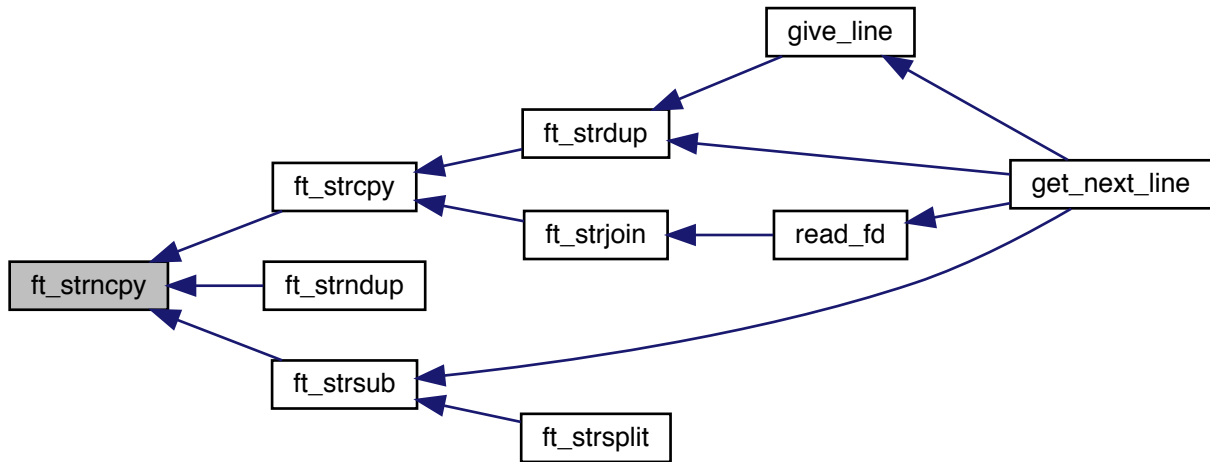 give_line
ft_strdup
ft_strcpy
get_next_line
ft_strjoin
read_fd
ft_strncpy
ft_strndup
ft_strsub
ft_strsplit